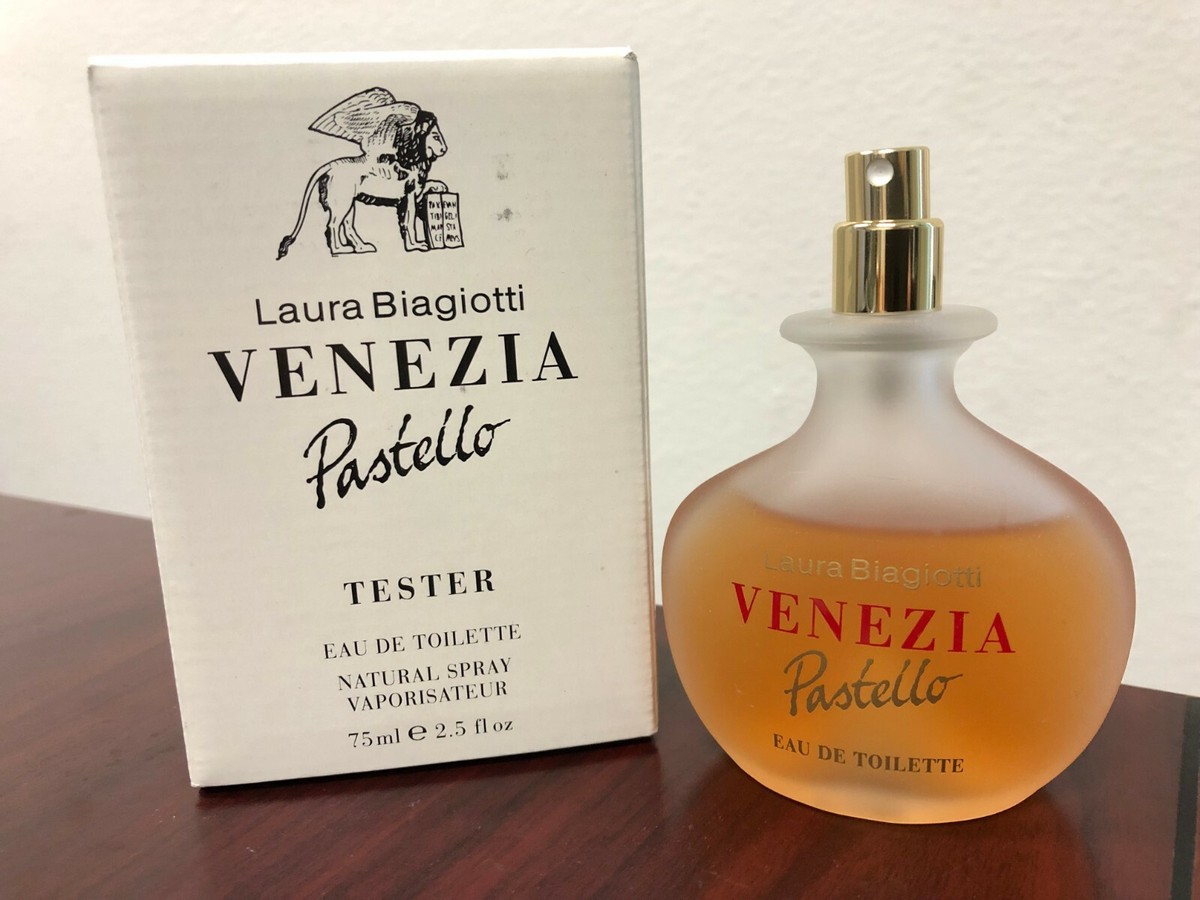 Laura Biagiotti
VENEZIA
Pastello
TESTER
EAU DE TOILETTE
NATURAL SPRAY
VAPORISATEUR
75ml e 2.5 fl oz
Laura Biagiotti
VENEZIA
Pastello
EAU DE TOILETTE